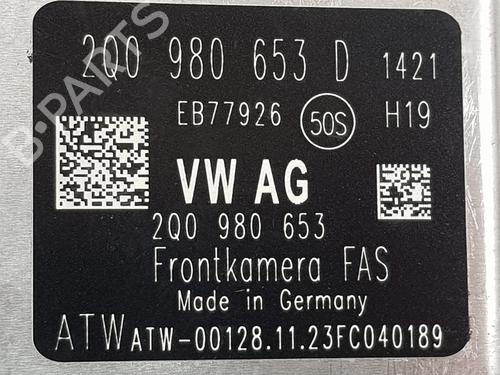 2Q0 980 653 D 1421
EB77926 50S H19
VW AG
2Q0 980 653
Frontkamera FAS
Made in Germany
ATW ATW-00128.11.23FC040189
B-PARTS